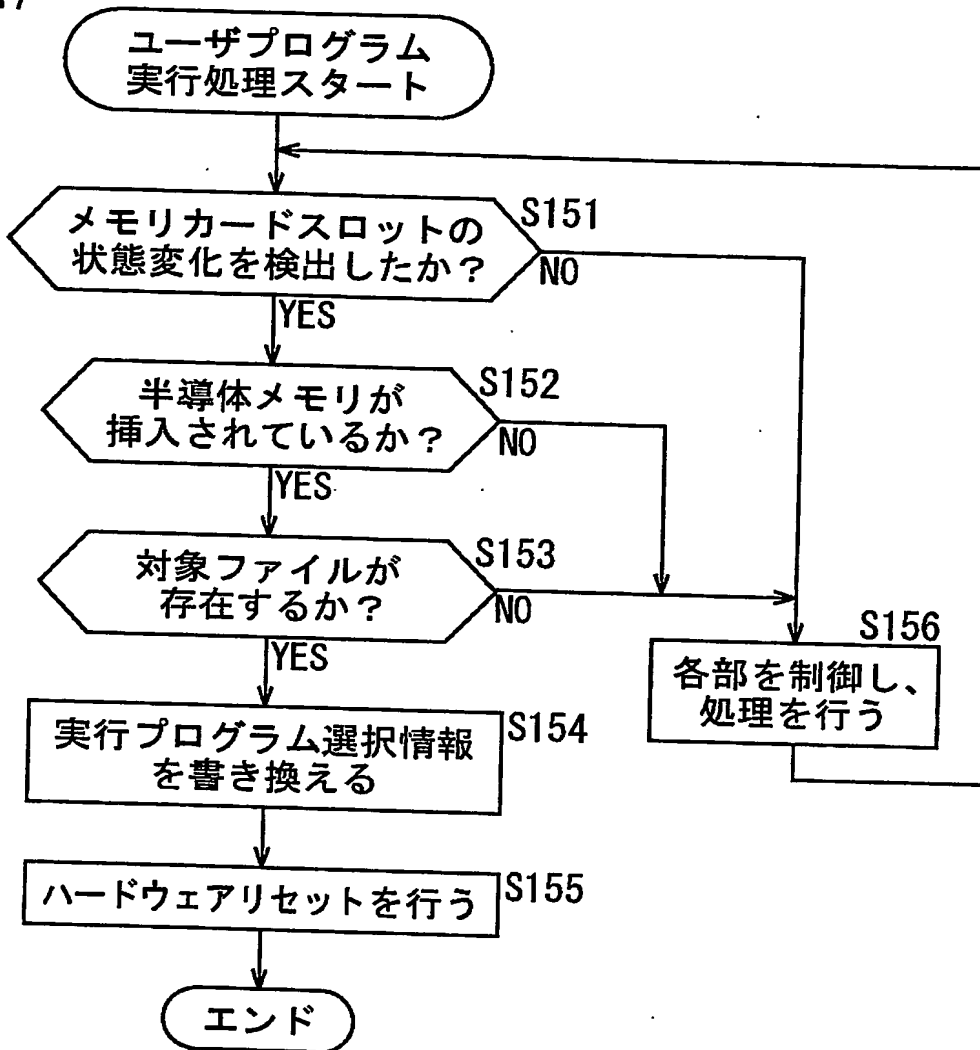 ユーザプログラム
実行処理スタート
メモリカードスロットの
状態変化を検出したか？
S151
NO
YES
半導体メモリが
挿入されているか？
S152
NO
YES
対象ファイルが
存在するか？
S153
NO
YES
S156
各部を制御し、
処理を行う
実行プログラム選択情報
を書き換える
S154
ハードウェアリセットを行う
S155
エンド